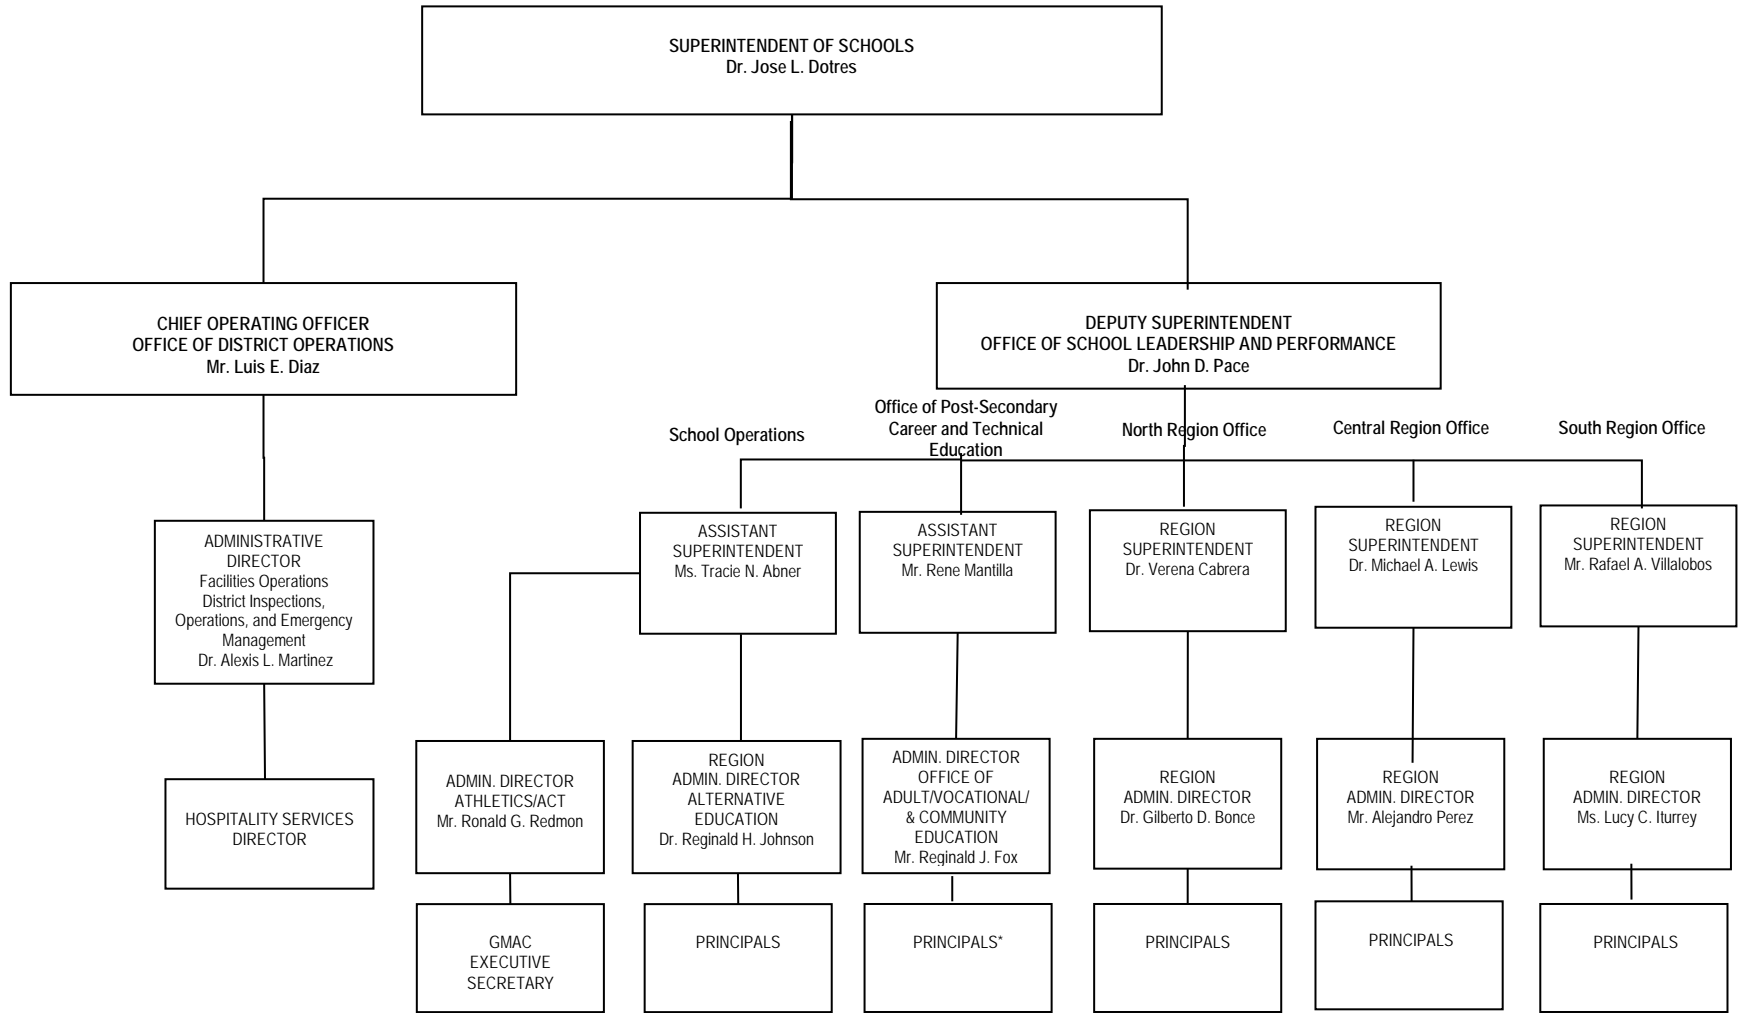 SUPERINTENDENT OF SCHOOLS
Dr. Jose L. Dotres
CHIEF OPERATING OFFICER
OFFICE OF DISTRICT OPERATIONS
Mr. Luis E. Diaz
DEPUTY SUPERINTENDENT
OFFICE OF SCHOOL LEADERSHIP AND PERFORMANCE
Dr. John D. Pace
School Operations
Office of Post-Secondary
Career and Technical
Education
North Region Office
Central Region Office
South Region Office
ADMINISTRATIVE
DIRECTOR
Facilities Operations
District Inspections,
Operations, and Emergency
Management
Dr. Alexis L. Martinez
ASSISTANT
SUPERINTENDENT
Ms. Tracie N. Abner
ASSISTANT
SUPERINTENDENT
Mr. Rene Mantilla
REGION
SUPERINTENDENT
Dr. Verena Cabrera
REGION
SUPERINTENDENT
Dr. Michael A. Lewis
REGION
SUPERINTENDENT
Mr. Rafael A. Villalobos
HOSPITALITY SERVICES
DIRECTOR
ADMIN. DIRECTOR
ATHLETICS/ACT
Mr. Ronald G. Redmon
REGION
ADMIN. DIRECTOR
ALTERNATIVE
EDUCATION
Dr. Reginald H. Johnson
ADMIN. DIRECTOR
OFFICE OF
ADULT/VOCATIONAL/
& COMMUNITY
EDUCATION
Mr. Reginald J. Fox
REGION
ADMIN. DIRECTOR
Dr. Gilberto D. Bonce
REGION
ADMIN. DIRECTOR
Mr. Alejandro Perez
REGION
ADMIN. DIRECTOR
Ms. Lucy C. Iturrey
GMAC
EXECUTIVE
SECRETARY
PRINCIPALS
PRINCIPALS*
PRINCIPALS
PRINCIPALS
PRINCIPALS